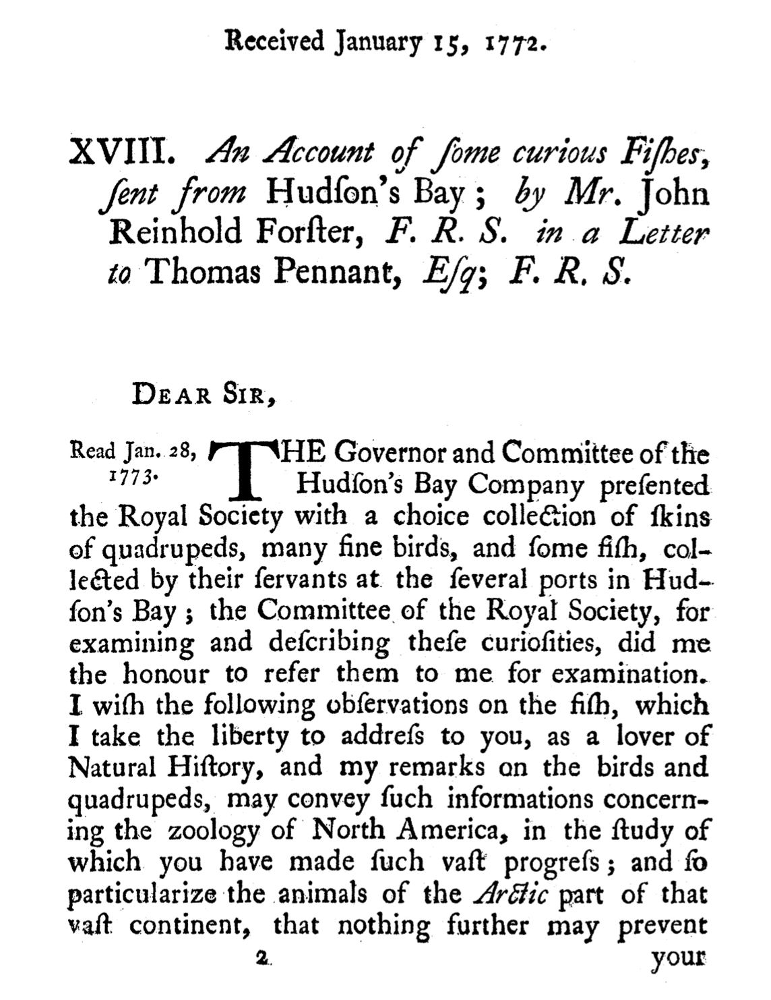 Received January 15, 1772.
XVIII. An Account of ſome curious Fiſhes,
ſent from Hudſon's Bay ; by Mr. John
Reinhold Forſter, F. R. S. in a Letter
to Thomas Pennant, Eſq; F. R. S.
DEAR SIR,
Read Jan. 28,
1773.
THE Governor and Committee of the
Hudſon's Bay Company preſented
the Royal Society with a choice collection of ſkins
of quadrupeds, many fine birds, and ſome fiſh, col-
lected by their ſervants at the ſeveral ports in Hud-
ſon's Bay ; the Committee of the Royal Society, for
examining and deſcribing theſe curioſities, did me
the honour to refer them to me for examination.
I wiſh the following obſervations on the fiſh, which
I take the liberty to addreſs to you, as a lover of
Natural Hiſtory, and my remarks on the birds and
quadrupeds, may convey ſuch informations concern-
ing the zoology of North America, in the ſtudy of
which you have made ſuch vaſt progreſs ; and ſo
particularize the animals of the Arctic part of that
vaſt continent, that nothing further may prevent
2
your